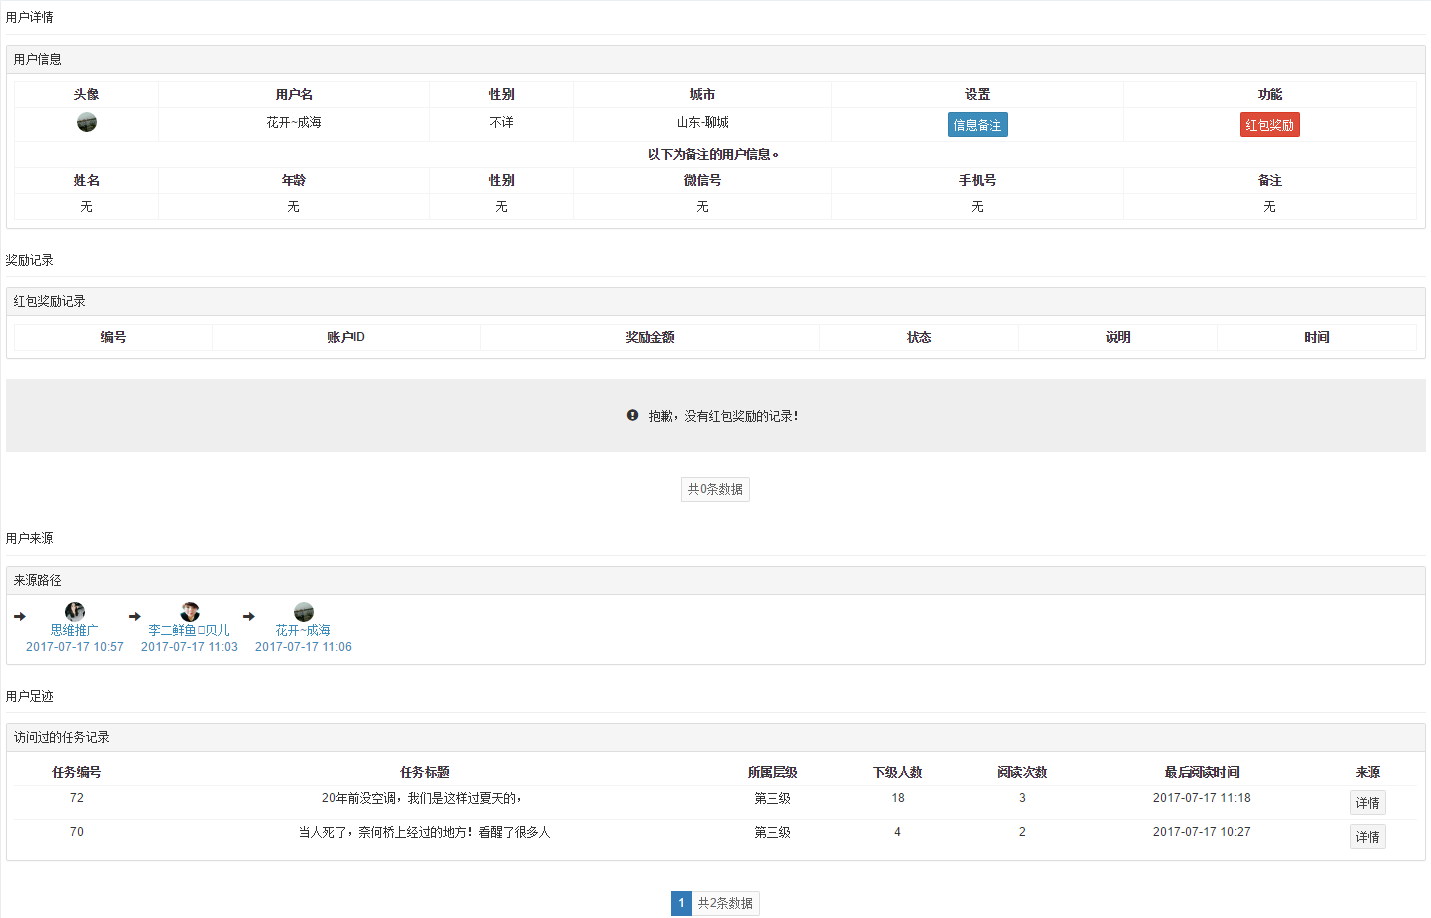 用户详情
用户信息
头像 用户名 性别 城市 设置 功能
花开~成海 不详 山东-聊城 信息备注 红包奖励
以下为备注的用户信息。
姓名 年龄 性别 微信号 手机号 备注
无 无 无 无 无 无
奖励记录
红包奖励记录
编号 账户ID 奖励金额 状态 说明 时间
抱歉，没有红包奖励的记录！
共0条数据
用户来源
来源路径
思维推广 李二鲜鱼 贝儿 花开~成海
2017-07-17 10:57 2017-07-17 11:03 2017-07-17 11:06
用户足迹
访问过的任务记录
任务编号 任务标题 所属层级 下级人数 阅读次数 最后阅读时间 来源
72 20年前没空调，我们是这样过夏天的， 第三级 18 3 2017-07-17 11:18 详情
70 当人死了，奈何桥上经过的地方！看醒了很多人 第三级 4 2 2017-07-17 10:27 详情
1 共2条数据